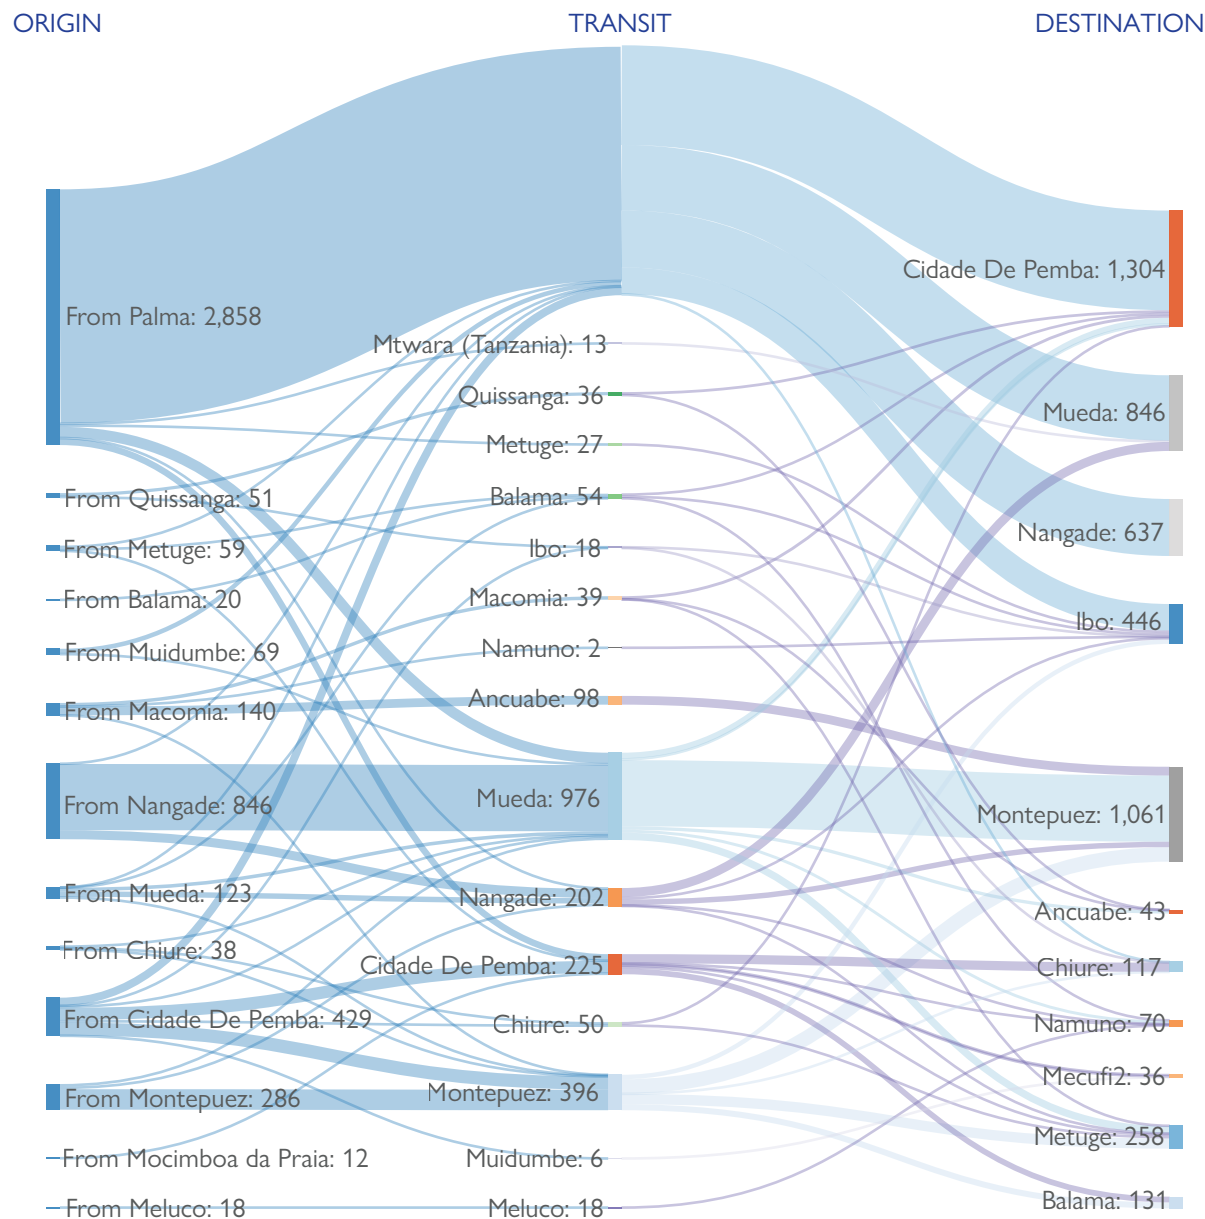 ORIGIN
TRANSIT
DESTINATION
From Palma: 2,858
From Quissanga: 51
From Metuge: 59
From Balama: 20
From Muidumbe: 69
From Macomia: 140
From Nangade: 846
From Mueda: 123
From Chiure: 38
From Cidade De Pemba: 429
From Montepuez: 286
From Mocimboa da Praia: 12
From Meluco: 18
Mtwara (Tanzania): 13
Quissanga: 36
Metuge: 27
Balama: 54
Ibo: 18
Macomia: 39
Namuno: 2
Ancuabe: 98
Mueda: 976
Nangade: 202
Cidade De Pemba: 225
Chiure: 50
Montepuez: 396
Muidumbe: 6
Meluco: 18
Cidade De Pemba: 1,304
Mueda: 846
Nangade: 637
Ibo: 446
Montepuez: 1,061
Ancuabe: 43
Chiure: 117
Namuno: 70
Mecufi2: 36
Metuge: 258
Balama: 131